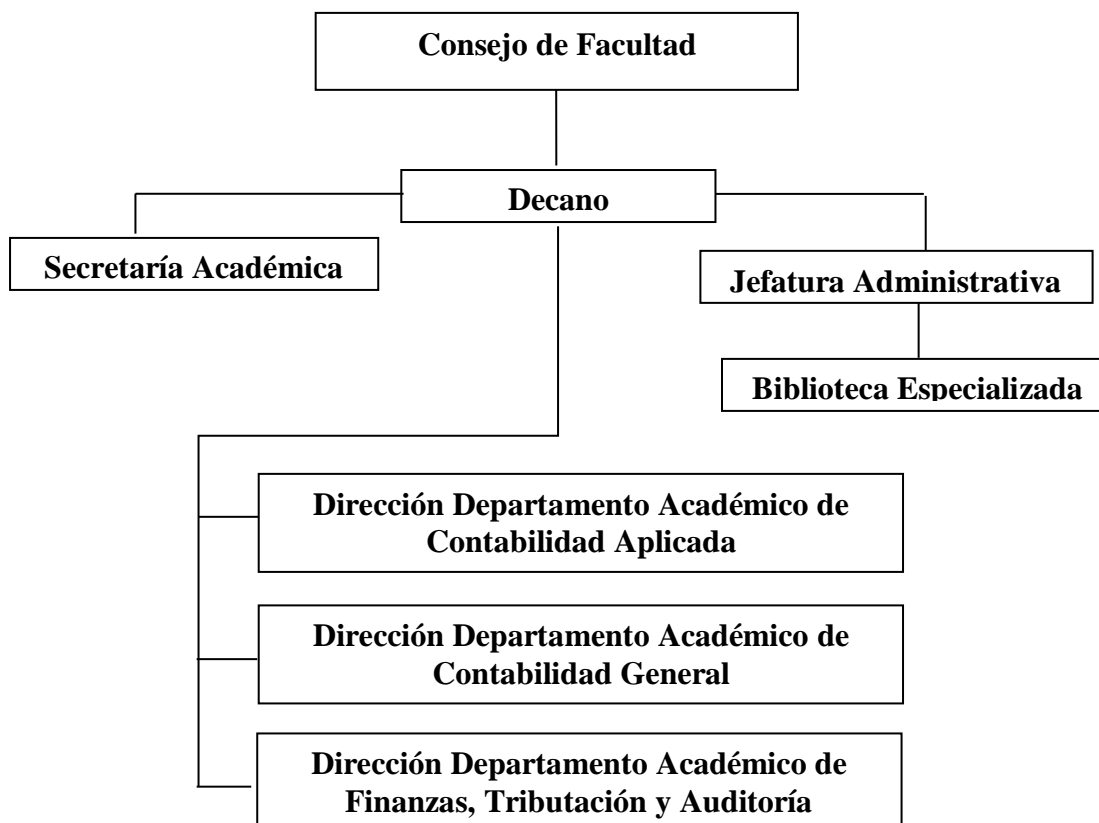 Consejo de Facultad
Decano
Secretaría Académica
Jefatura Administrativa
Biblioteca Especializada
Dirección Departamento Académico de
Contabilidad Aplicada
Dirección Departamento Académico de
Contabilidad General
Dirección Departamento Académico de
Finanzas, Tributación y Auditoría